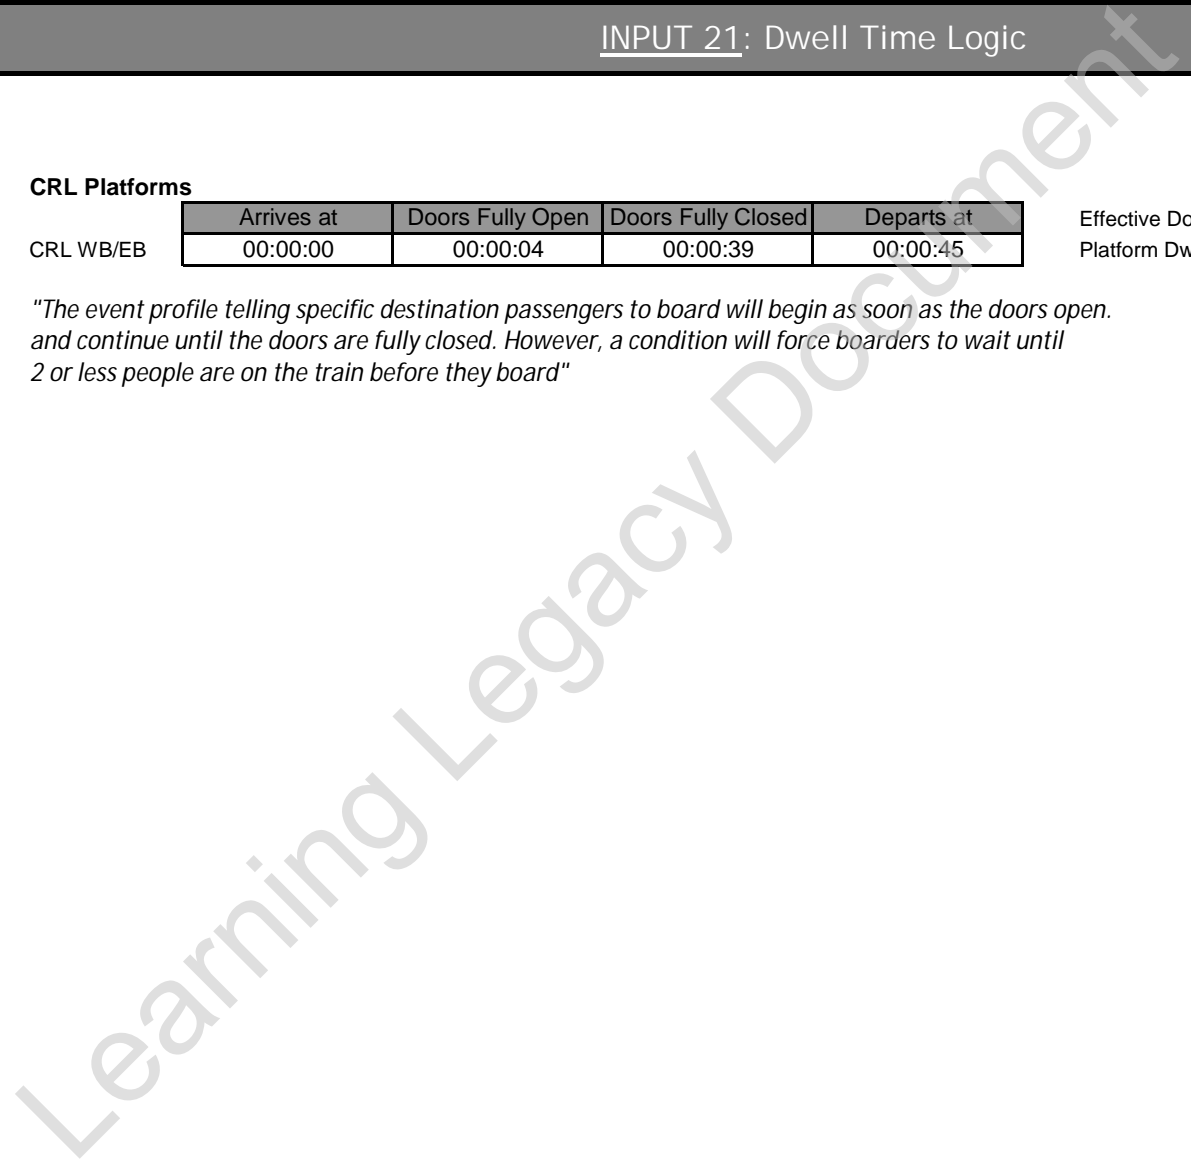 INPUT 21: Dwell Time Logic
CRL Platforms
Arrives at Doors Fully Open Doors Fully Closed Departs at Effective
CRL WB/EB 00:00:00 00:00:04 00:00:39 00:00:45 Platform
"The event profile telling specific destination passengers to board will begin as soon as the doors open.
and continue until the doors are fully closed. However, a condition will force boarders to wait until
2 or less people are on the train before they board"
Learning Legacy Document